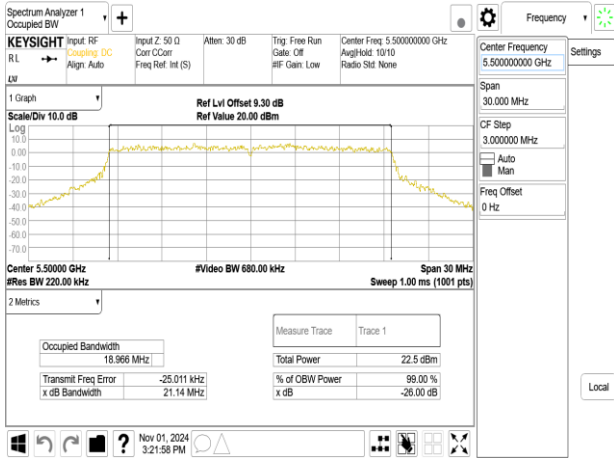 Spectrum Analyzer 1
Occupied BW
Frequency
KEYSIGHT
RL
Input: RF
Coupling: DC
Align: Auto
Input Z: 50 Ω
Corr CCorr
Freq Ref: Int (S)
Atten: 30 dB
Trig: Free Run
Gate: Off
#IF Gain: Low
Center Freq: 5.500000000 GHz
Avg|Hold: 10/10
Radio Std: None
LXI
Center Frequency
5.500000000 GHz
Settings
Span
30.000 MHz
CF Step
3.000000 MHz
Auto
Man
Freq Offset
0 Hz
Local
1 Graph
Ref Lvl Offset 9.30 dB
Scale/Div 10.0 dB
Ref Value 20.00 dBm
Log
10.0
0.00
-10.0
-20.0
-30.0
-40.0
-50.0
-60.0
-70.0
Center 5.50000 GHz
#Video BW 680.00 kHz
Span 30 MHz
#Res BW 220.00 kHz
Sweep 1.00 ms (1001 pts)
2 Metrics
Measure Trace
Trace 1
Occupied Bandwidth
18.966 MHz
Total Power
22.5 dBm
Transmit Freq Error
-25.011 kHz
% of OBW Power
99.00 %
x dB Bandwidth
21.14 MHz
x dB
-26.00 dB
?
Nov 01, 2024
3:21:58 PM